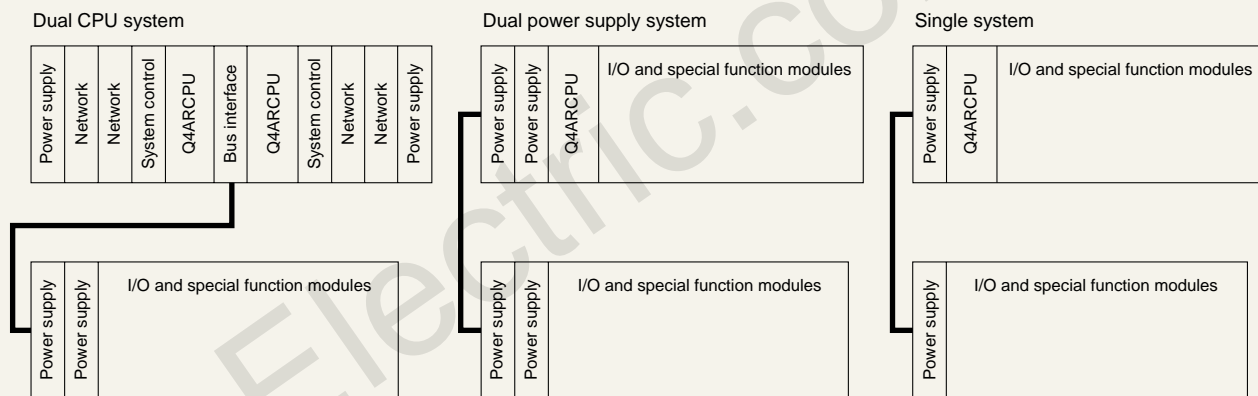 Dual CPU system
Power supply
Network
Network
System control
Q4ARCPU
Bus interface
Q4ARCPU
System control
Network
Network
Power supply
Power supply
Power supply
I/O and special function modules
Dual power supply system
Power supply
Power supply
Q4ARCPU
I/O and special function modules
Power supply
Power supply
I/O and special function modules
Single system
Power supply
Q4ARCPU
I/O and special function modules
Power supply
I/O and special function modules
Electric.co